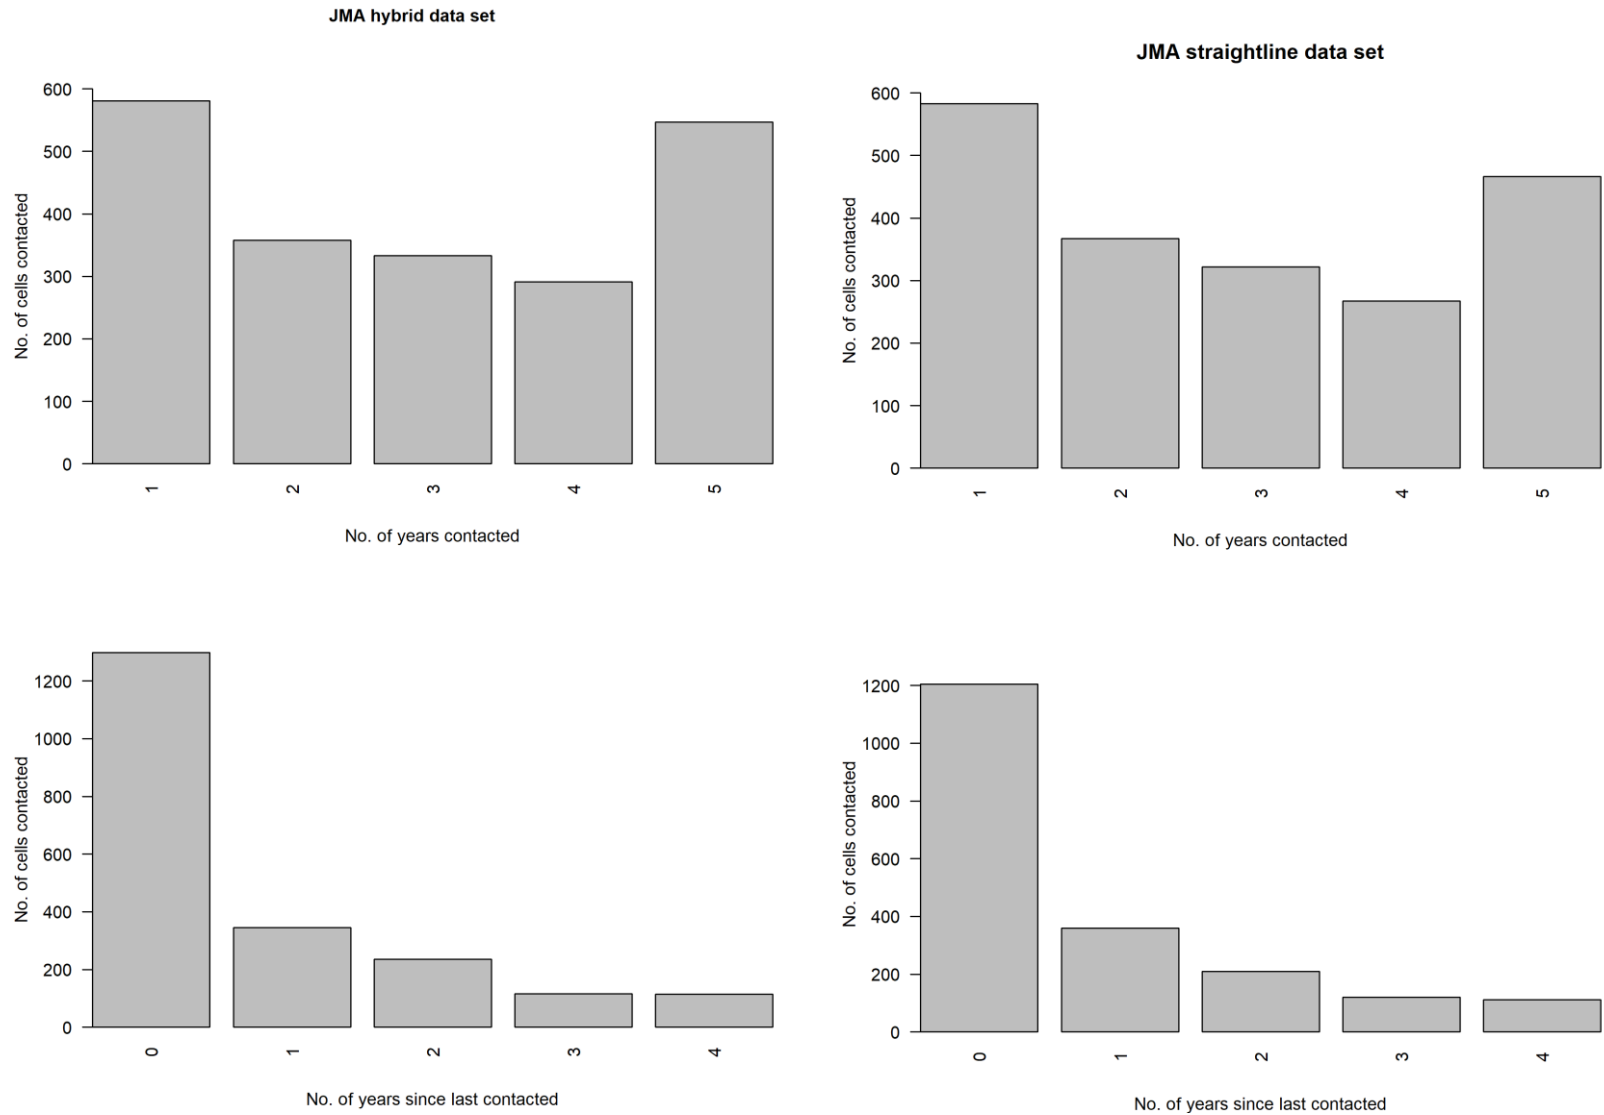 JMA hybrid data set
600
500
400
300
200
100
0
No. of cells contacted
1 2 3 4 5
No. of years contacted
JMA straightline data set
600
500
400
300
200
100
0
No. of cells contacted
1 2 3 4 5
No. of years contacted
1200
1000
800
600
400
200
0
No. of cells contacted
0 1 2 3 4
No. of years since last contacted
1200
1000
800
600
400
200
0
No. of cells contacted
0 1 2 3 4
No. of years since last contacted